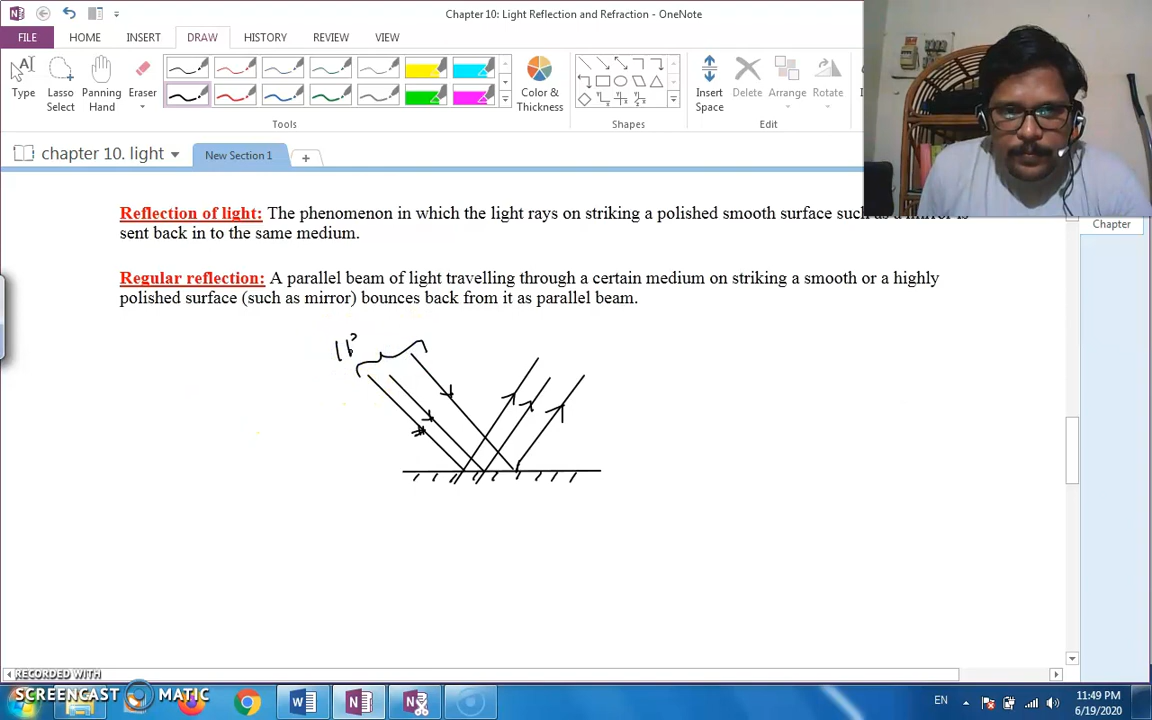 Chapter 10: Light Reflection and Refraction - OneNote
FILE HOME INSERT DRAW HISTORY REVIEW VIEW
Type
Lasso Select
Panning Hand
Eraser
Color & Thickness
Insert Space
Delete
Arrange
Rotate
Tools
Shapes
Edit
chapter 10. light
New Section 1
Chapter
Reflection of light: The phenomenon in which the light rays on striking a polished smooth surface such as a mirror is
sent back in to the same medium.
Regular reflection: A parallel beam of light travelling through a certain medium on striking a smooth or a highly
polished surface (such as mirror) bounces back from it as parallel beam.
RECORDED WITH
SCREENCAST MATIC
EN
11:49 PM
6/19/2020